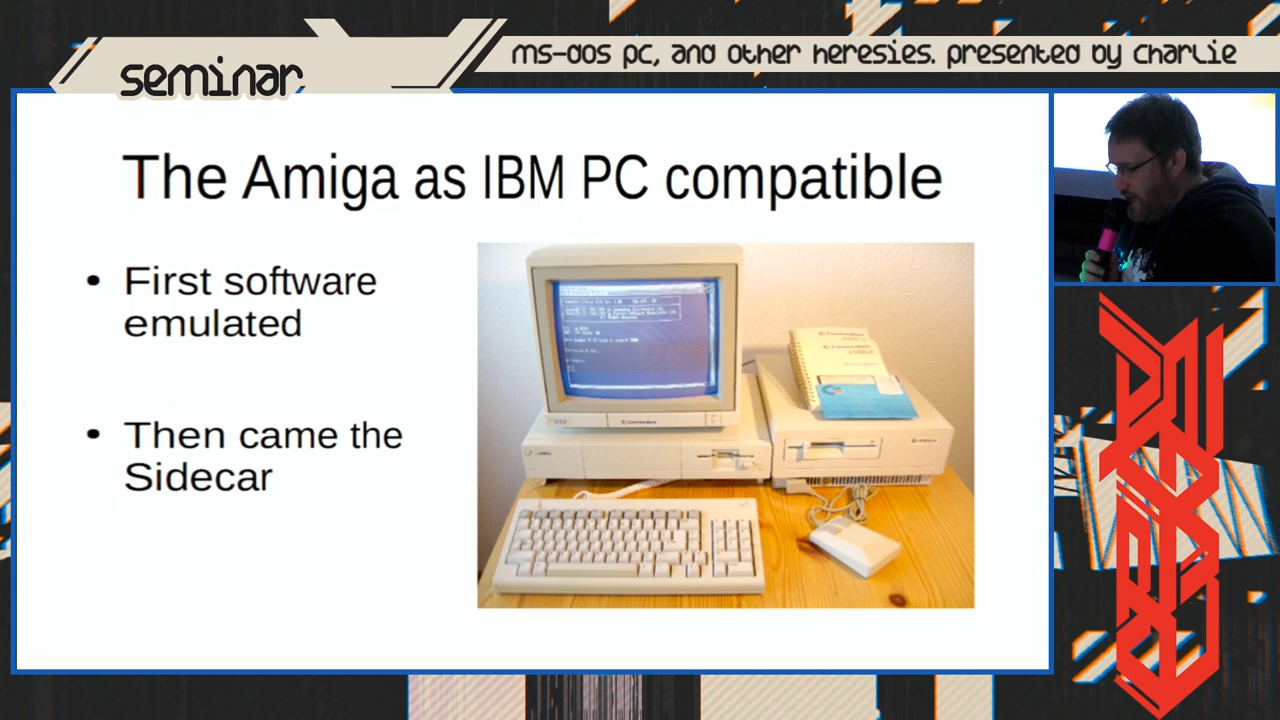 seminar
ms-dos pc, and other heresies. presented by charlie
The Amiga as IBM PC compatible
• First software
emulated
• Then came the
Sidecar
Commodore